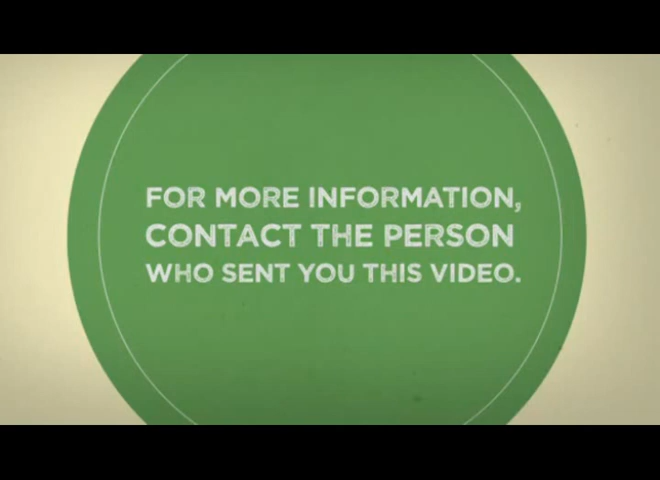 FOR MORE INFORMATION,
CONTACT THE PERSON
WHO SENT YOU THIS VIDEO.